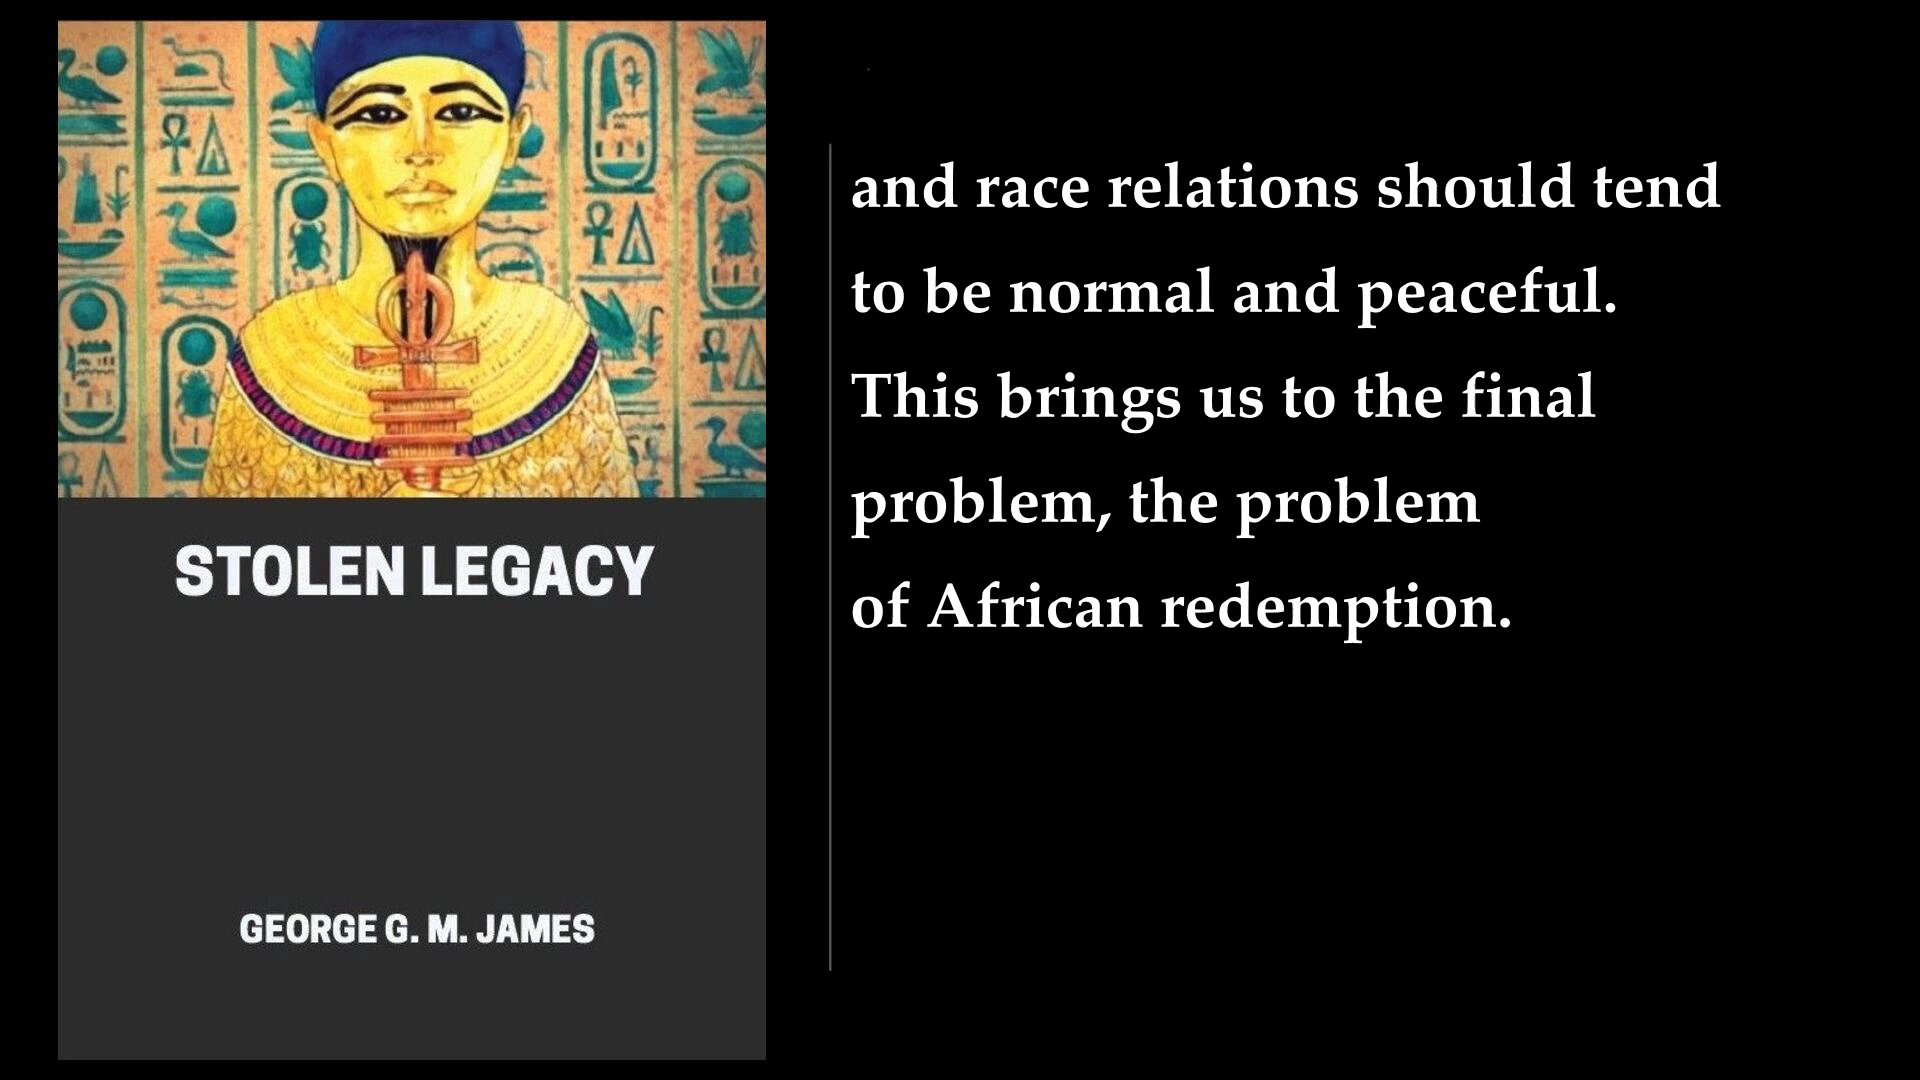 STOLEN LEGACY
GEORGE G. M. JAMES
and race relations should tend
to be normal and peaceful.
This brings us to the final
problem, the problem
of African redemption.